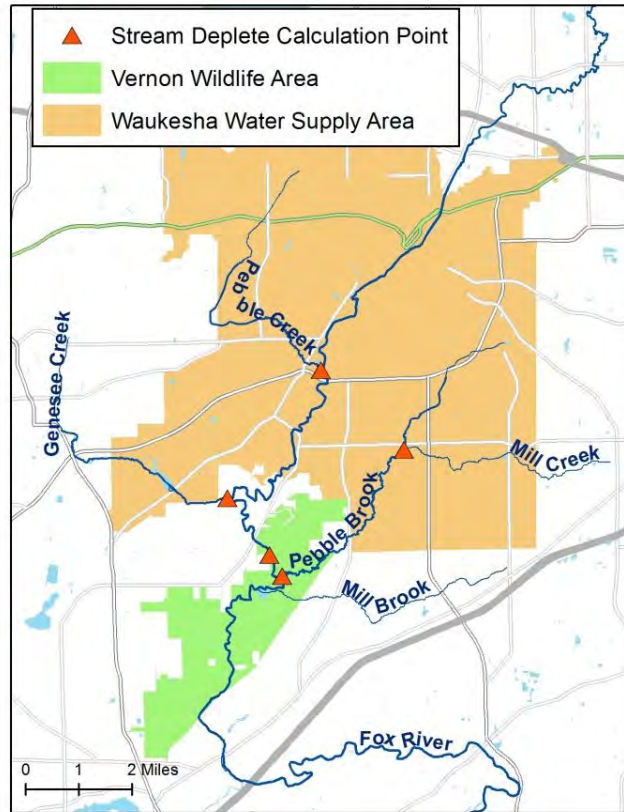 Stream Deplete Calculation Point
Vernon Wildlife Area
Waukesha Water Supply Area
Pebble Creek
Genesee Creek
Mill Creek
Pebble Brook
Mill Brook
Fox River
0 1 2 Miles